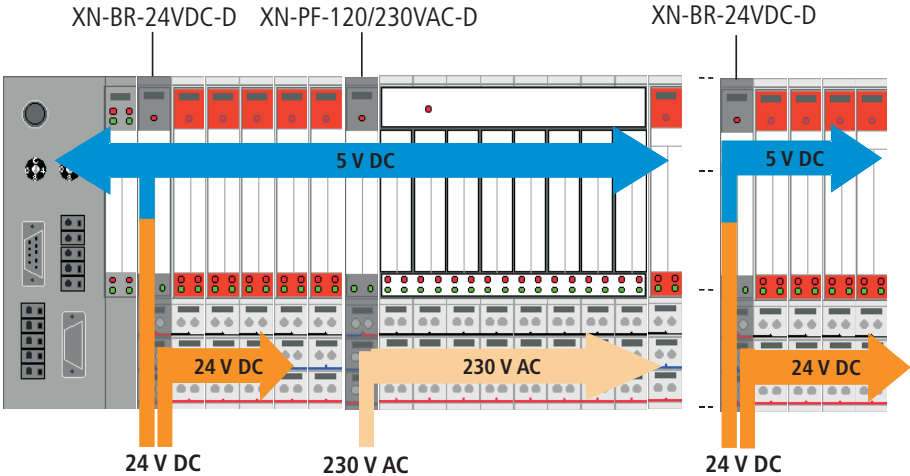 XN-BR-24VDC-D XN-PF-120/230VAC-D XN-BR-24VDC-D
5 V DC 5 V DC
24 V DC 230 V AC 24 V DC
24 V DC 230 V AC 24 V DC